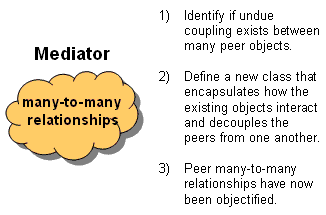 Mediator
many-to-many
relationships
1) Identify if undue
coupling exists between
many peer objects.
2) Define a new class that
encapsulates how the
existing objects interact
and decouples the
peers from one another.
3) Peer many-to-many
relationships have now
been objectified.